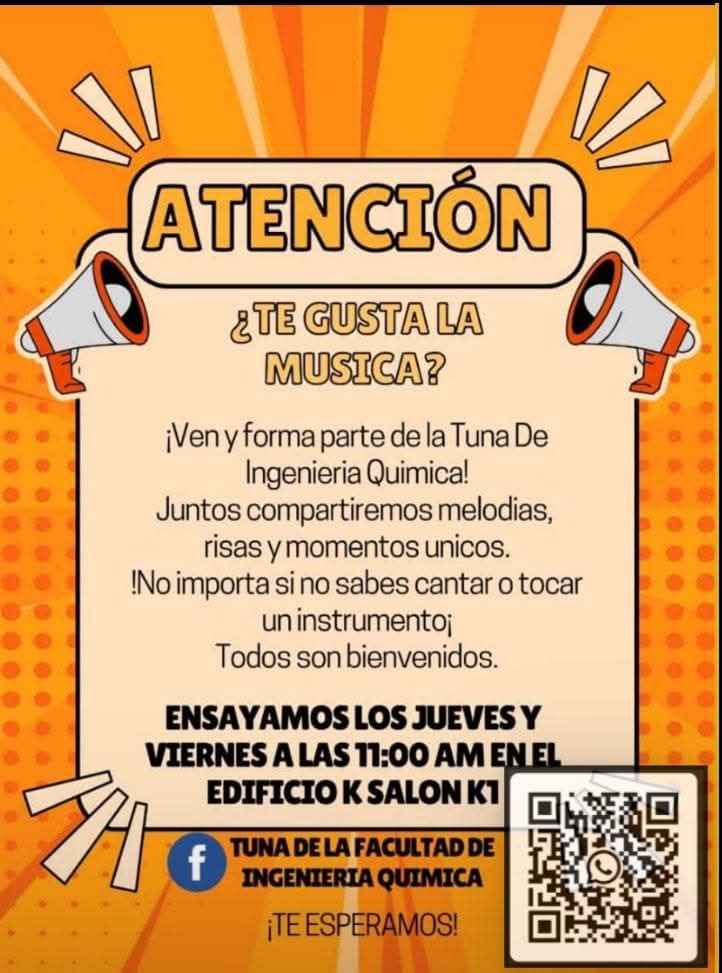 ATENCIÓN
¿TE GUSTA LA
MUSICA?
¡Ven y forma parte de la Tuna De
Ingenieria Quimica!
Juntos compartiremos melodias,
risas y momentos unicos.
!No importa si no sabes cantar o tocar
un instrumento¡
Todos son bienvenidos.
ENSAYAMOS LOS JUEVES Y
VIERNES A LAS 11:00 AM EN EL
EDIFICIO K SALON K1
f TUNA DE LA FACULTAD DE
INGENIERIA QUIMICA
¡TE ESPERAMOS!